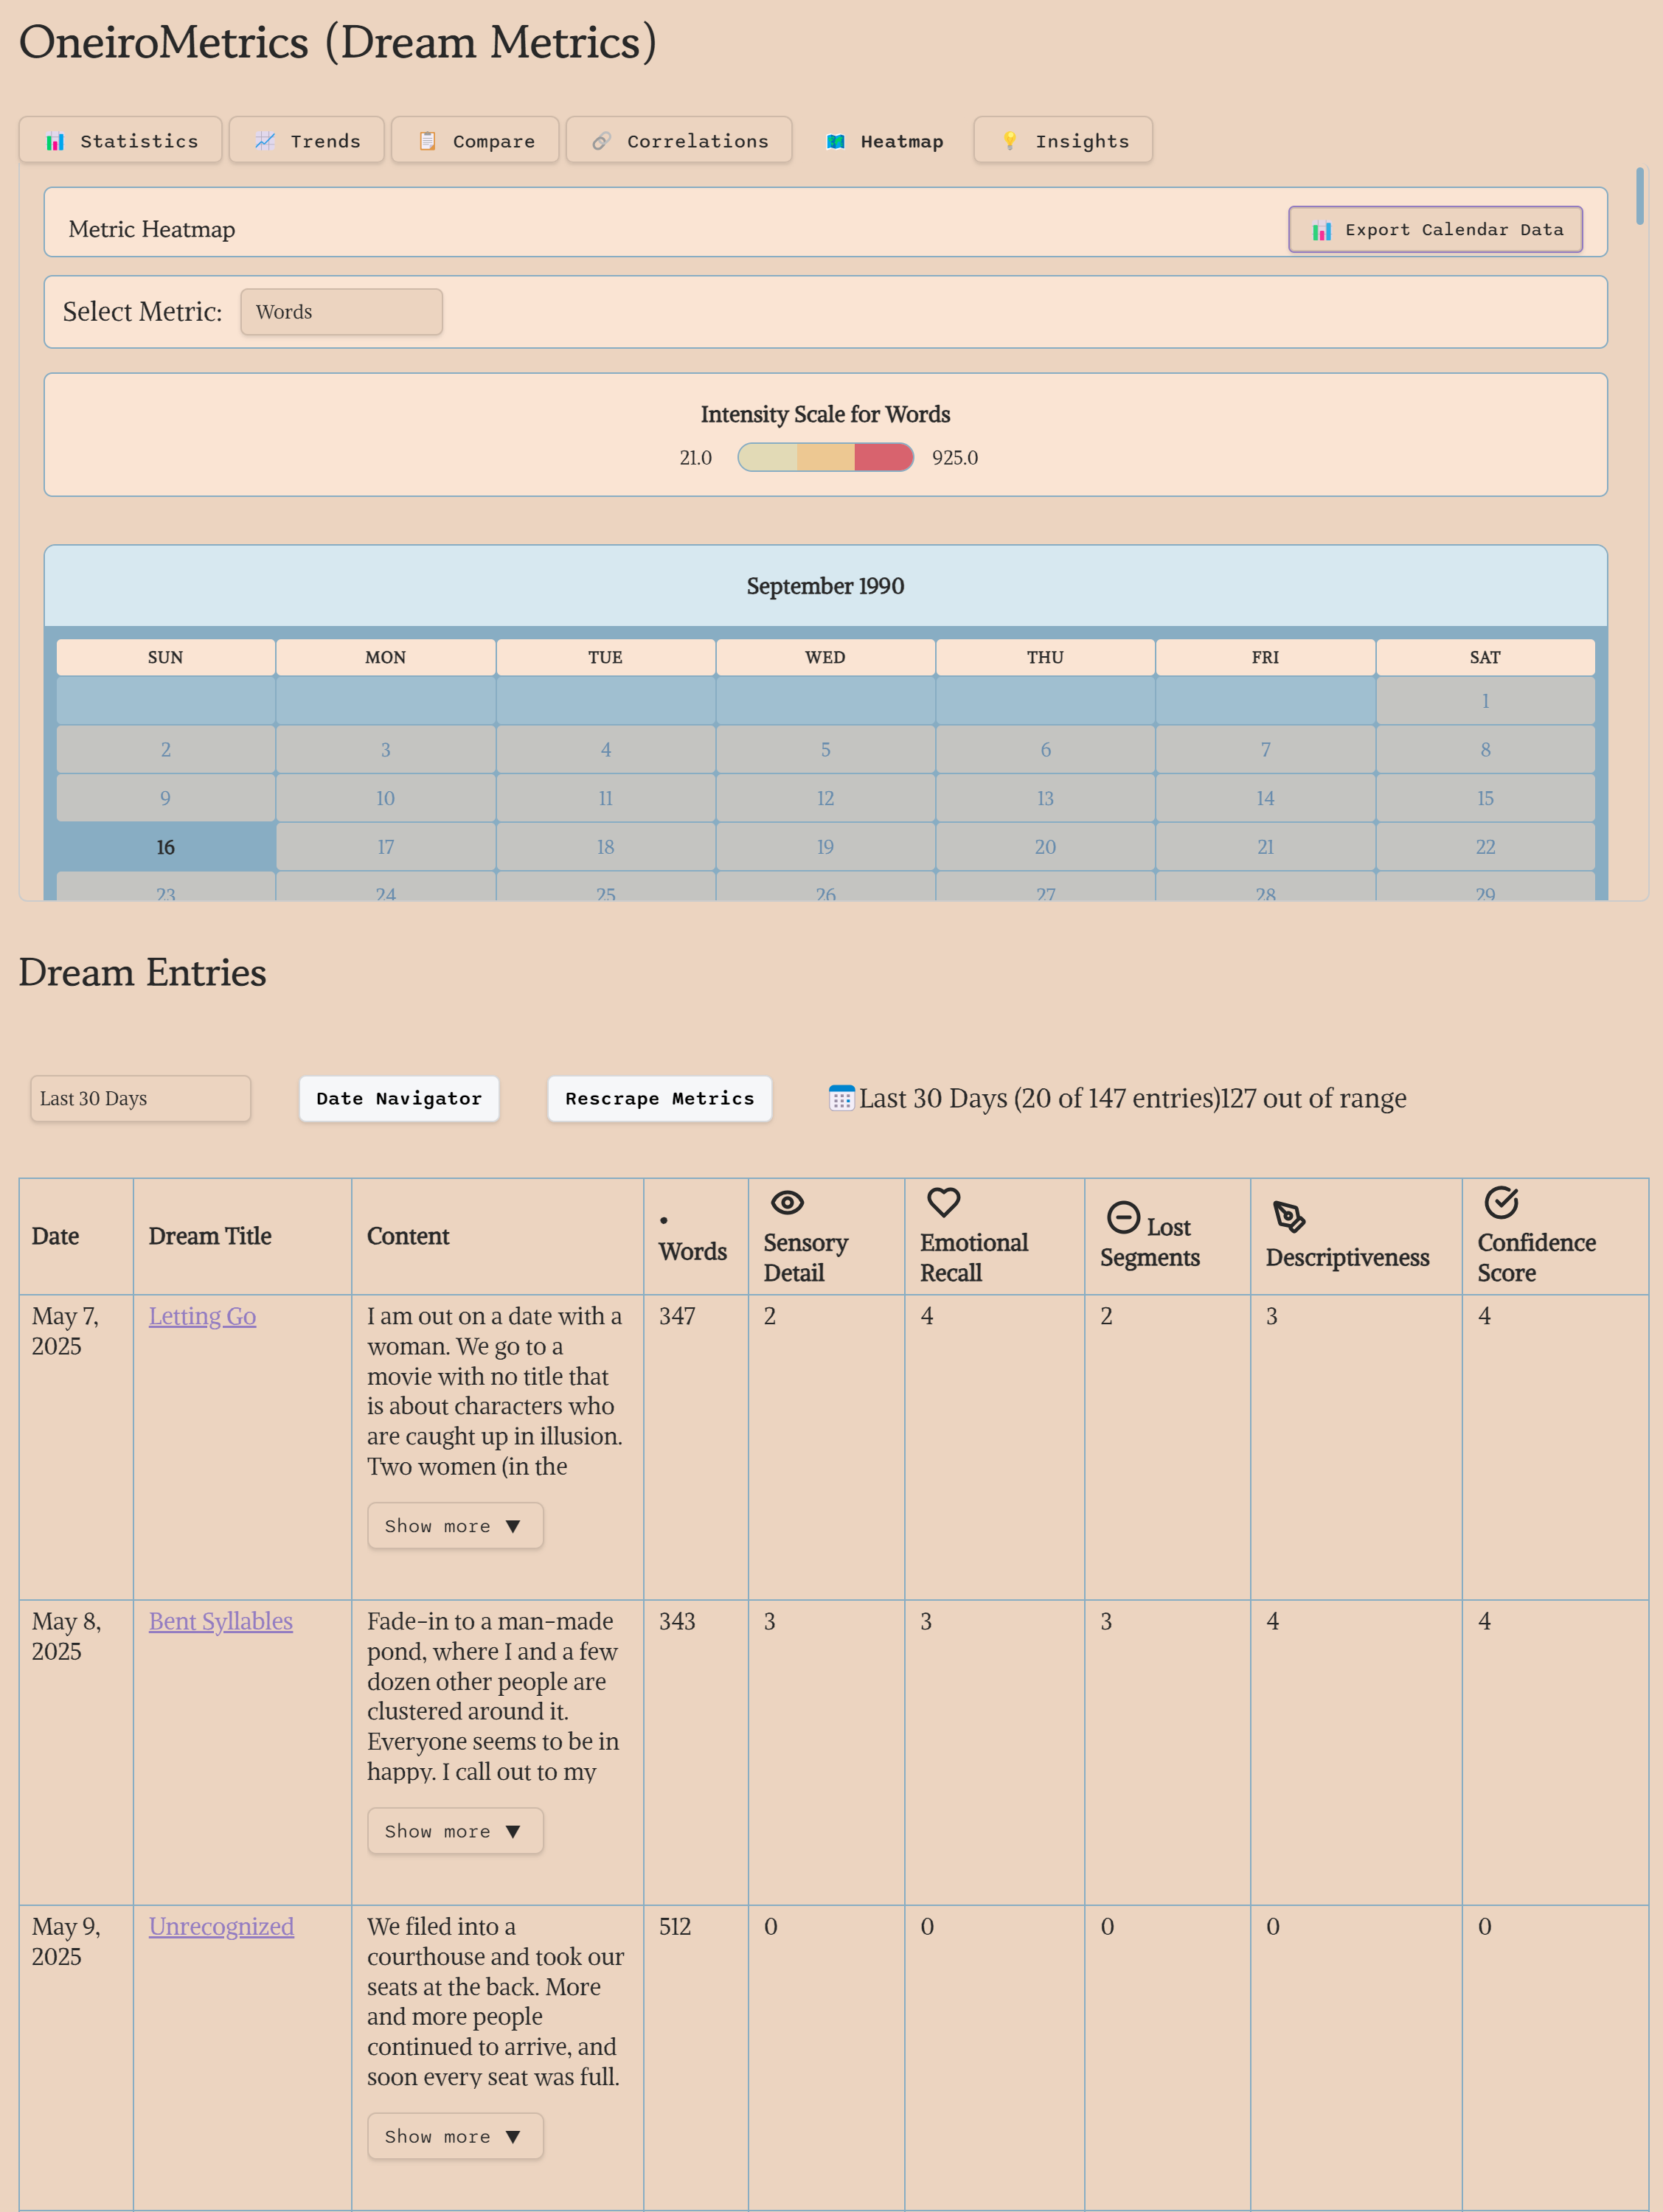 OneiroMetrics (Dream Metrics)
Statistics Trends Compare Correlations Heatmap Insights
Metric Heatmap Export Calendar Data
Select Metric: Words
Intensity Scale for Words
21.0 925.0
September 1990
SUN MON TUE WED THU FRI SAT
1
2 3 4 5 6 7 8
9 10 11 12 13 14 15
16 17 18 19 20 21 22
23 24 25 26 27 28 29
Dream Entries
Last 30 Days Date Navigator Rescrape Metrics Last 30 Days (20 of 147 entries)127 out of range
Date
Dream Title
Content
Words
Sensory
Detail
Emotional
Recall
Lost
Segments
Descriptiveness
Confidence
Score
May 7,
2025
Letting Go
I am out on a date with a
woman. We go to a
movie with no title that
is about characters who
are caught up in illusion.
Two women (in the
Show more ▼
347
2
4
2
3
4
May 8,
2025
Bent Syllables
Fade-in to a man-made
pond, where I and a few
dozen other people are
clustered around it.
Everyone seems to be in
happy. I call out to my
Show more ▼
343
3
3
3
4
4
May 9,
2025
Unrecognized
We filed into a
courthouse and took our
seats at the back. More
and more people
continued to arrive, and
soon every seat was full.
Show more ▼
512
0
0
0
0
0